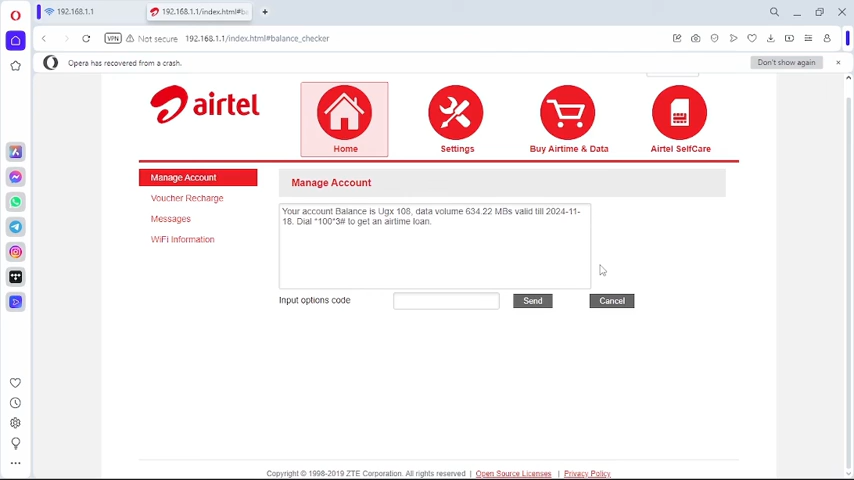 192.168.1.1
192.168.1.1/index.html#b
VPN
Not secure
192.168.1.1/index.html#balance_checker
Opera has recovered from a crash.
Don't show again
airtel
Home
Settings
Buy Airtime & Data
Airtel SelfCare
Manage Account
Voucher Recharge
Messages
WiFi Information
Manage Account
Your account Balance is Ugx 108, data volume 634.22 MBs valid till 2024-11-
18. Dial *100*3# to get an airtime loan.
Input options code
Send
Cancel
Copyright © 1998-2019 ZTE Corporation. All rights reserved | Open Source Licenses | Privacy Policy